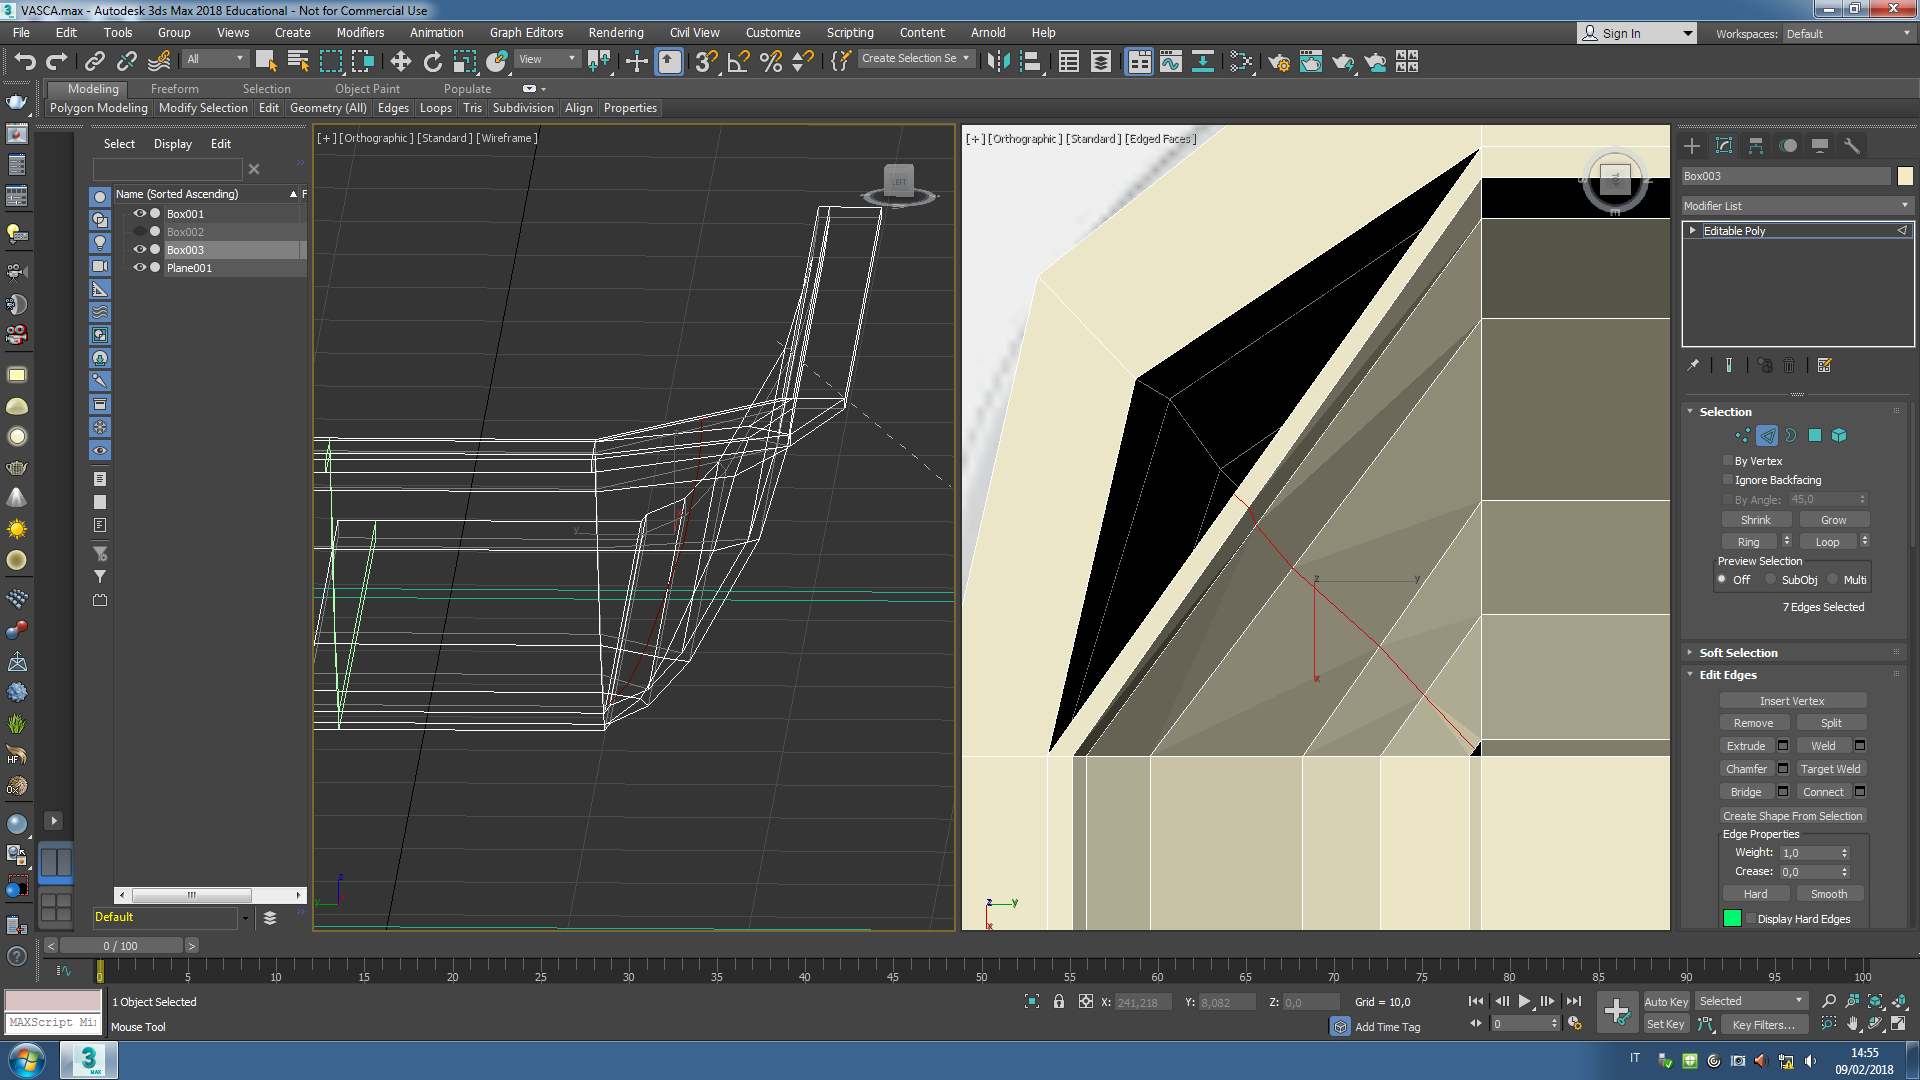 VASCA.max - Autodesk 3ds Max 2018 Educational - Not for Commercial Use
File Edit Tools Group Views Create Modifiers Animation Graph Editors Rendering Civil View Customize Scripting Content Arnold Help
Sign In Workspaces: Default
All View Create Selection Se
Modeling Freeform Selection Object Paint Populate
Polygon Modeling Modify Selection Edit Geometry (All) Edges Loops Tris Subdivision Align Properties
Select Display Edit
Name (Sorted Ascending) F
Box001
Box002
Box003
Plane001
Default
[+] [Orthographic] [Standard] [Wireframe]
LEFT
y
z
y
[+] [Orthographic] [Standard] [Edged Faces]
TOP
S
N
E
z
y
x
z
y
x
Box003
Modifier List
Editable Poly
Selection
By Vertex
Ignore Backfacing
By Angle: 45,0
Shrink Grow
Ring Loop
Preview Selection
Off SubObj Multi
7 Edges Selected
Soft Selection
Edit Edges
Insert Vertex
Remove Split
Extrude Weld
Chamfer Target Weld
Bridge Connect
Create Shape From Selection
Edge Properties
Weight: 1,0
Crease: 0,0
Hard Smooth
Display Hard Edges
< 0 / 100 >
0 5 10 15 20 25 30 35 40 45 50 55 60 65 70 75 80 85 90 95 100
1 Object Selected X: 241,218 Y: 8,082 Z: 0,0 Grid = 10,0 Auto Key Selected
MAXScript Mi
Mouse Tool Add Time Tag 0 Set Key Key Filters...
3
MAX
IT
14:55
09/02/2018